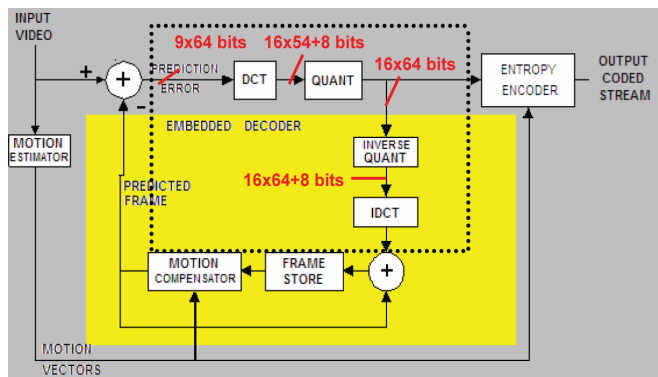 INPUT
VIDEO
9x64 bits
16x54+8 bits
16x64 bits
+
+
PREDICTION
ERROR
DCT
QUANT
ENTROPY
ENCODER
OUTPUT
CODED
STREAM
-
EMBEDDED DECODER
MOTION
ESTIMATOR
INVERSE
QUANT
16x64+8 bits
PREDICTED
FRAME
IDCT
MOTION
COMPENSATOR
FRAME
STORE
+
MOTION
VECTORS